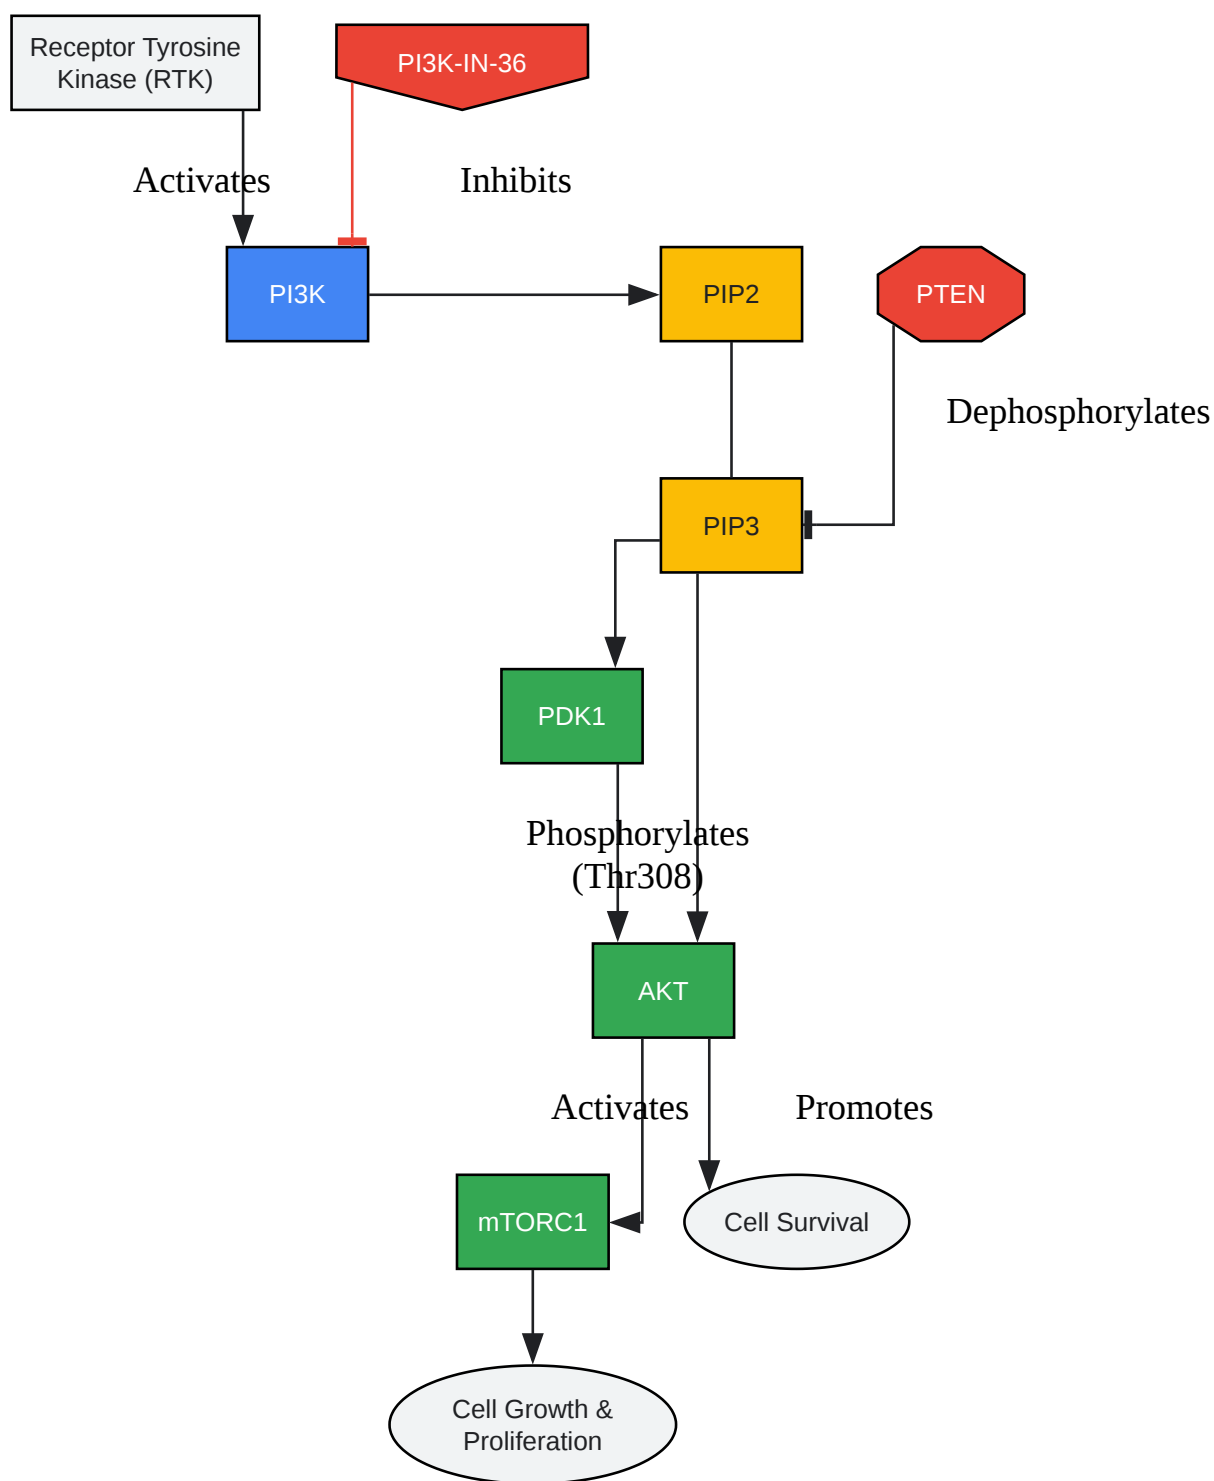 Receptor Tyrosine
Kinase (RTK)
PI3K-IN-36
Activates
Inhibits
PI3K
PIP2
PTEN
Dephosphorylates
PIP3
PDK1
Phosphorylates
(Thr308)
AKT
Activates
Promotes
mTORC1
Cell Survival
Cell Growth &
Proliferation